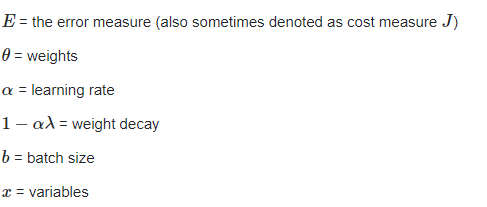 E = the error measure (also sometimes denoted as cost measure J)
θ = weights
α = learning rate
1 − αλ = weight decay
b = batch size
x = variables